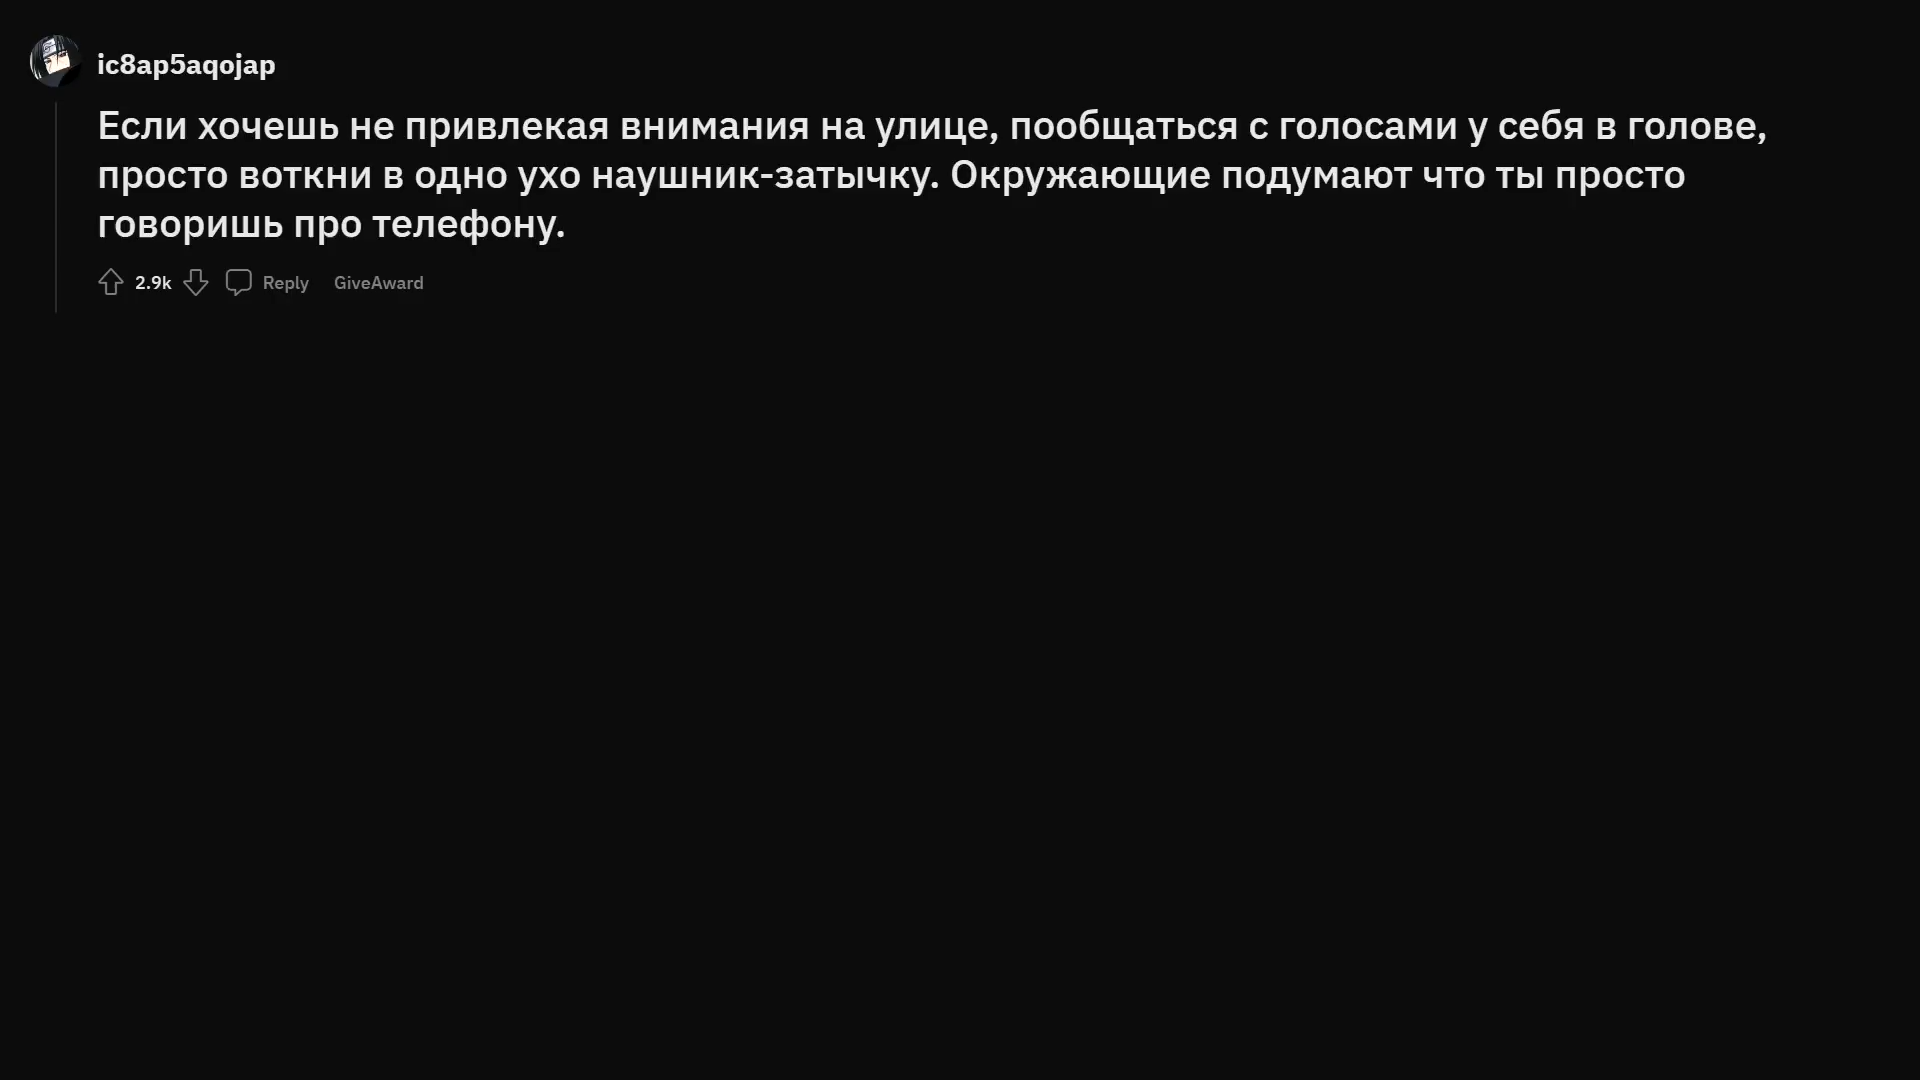 ic8ap5aqojap
Если хочешь не привлекая внимания на улице, пообщаться с голосами у себя в голове,
просто воткни в одно ухо наушник-затычку. Окружающие подумают что ты просто
говоришь про телефону.
2.9k Reply GiveAward